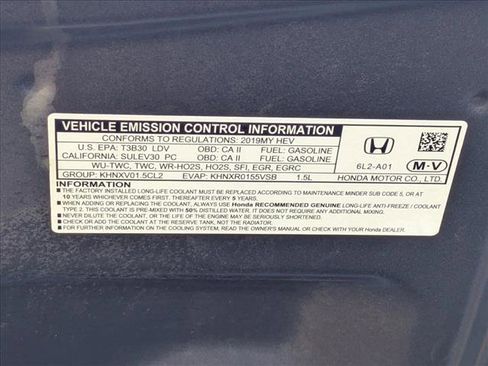 VEHICLE EMISSION CONTROL INFORMATION
CONFORMS TO REGULATIONS: 2019MY HEV
U.S. EPA: T3B30 LDV OBD: CA II FUEL: GASOLINE
CALIFORNIA: SULEV30 PC OBD: CA II FUEL: GASOLINE
WU-TWC, TWC, WR-HO2S, HO2S, SFI, EGR, EGRC
GROUP: KHNXV01.5CL2 EVAP: KHNXR0155VSB 1.5L
HONDA
6L2-A01 M-V
HONDA MOTOR CO., LTD.
INFORMATION
■ THE FACTORY INSTALLED LONG-LIFE COOLANT MUST BE REPLACED ACCORDING TO MAINTENANCE MINDER SUB CODE 5, OR AT
10 YEARS WHICHEVER COMES FIRST. THEREAFTER EVERY 5 YEARS.
■ WHEN ADDING OR REPLACING THE COOLANT, ALWAYS USE Honda RECOMMENDED GENUINE LONG-LIFE ANTI-FREEZE / COOLANT
TYPE 2. THIS COOLANT IS PRE-MIXED WITH 50% DISTILLED WATER. IT DOES NOT REQUIRE ANY ADDITIONAL MIXING.
■ NEVER DILUTE THE COOLANT, OR THE LIFE OF THE ENGINE MAY BE SERIOUSLY SHORTENED.
■ CHECK AND ADD THE COOLANT AT THE RESERVE TANK, NOT THE RADIATOR.
■ FOR FURTHER INFORMATION ON THE COOLING SYSTEM, READ THE OWNER'S MANUAL OR CHECK WITH YOUR Honda DEALER.